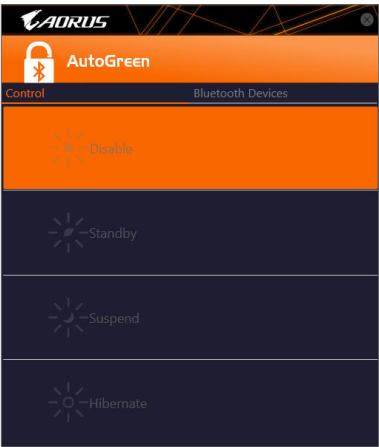 AORUS
AutoGreen
Control Bluetooth Devices
Disable
Standby
Suspend
Hibernate